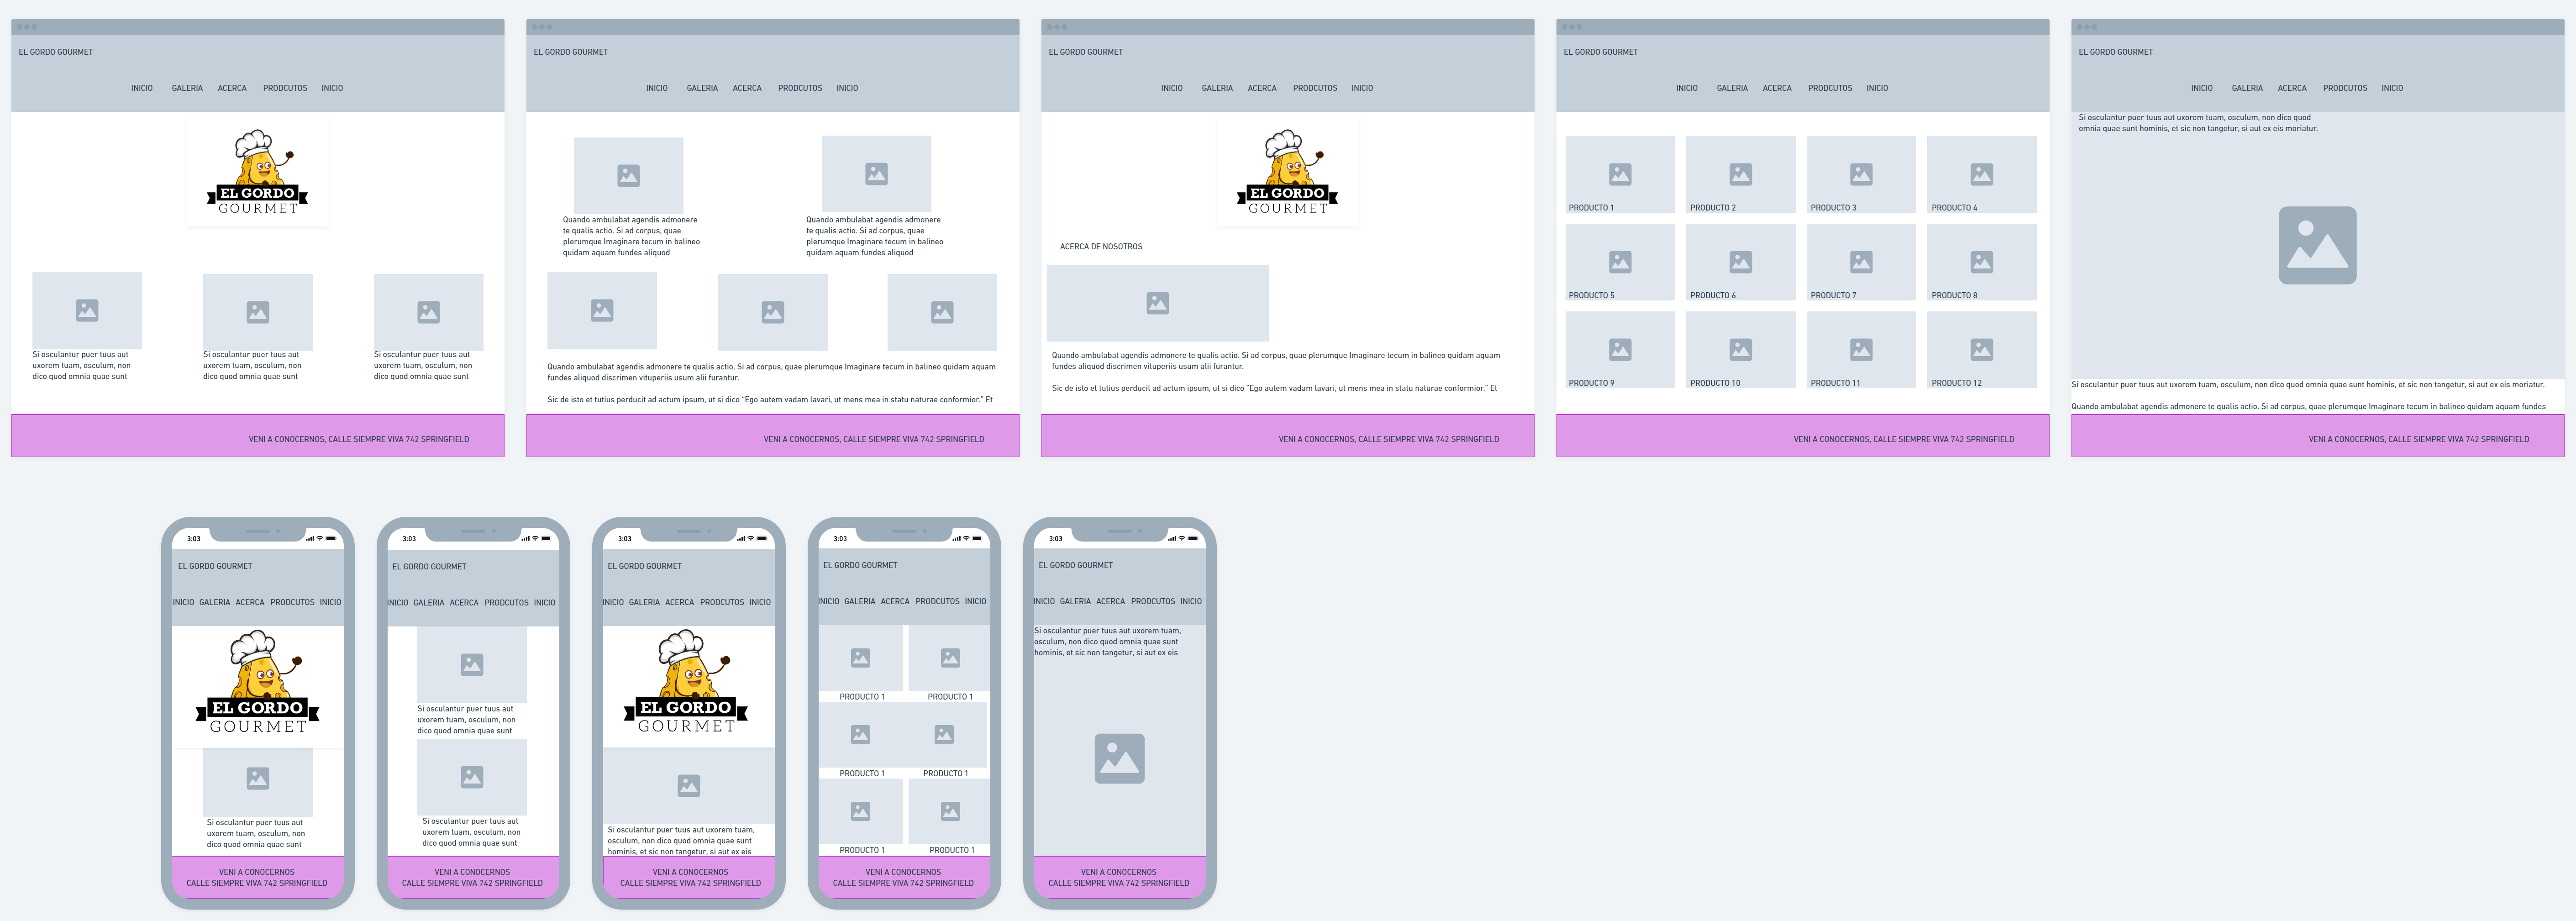 EL GORDO GOURMET
INICIO GALERIA ACERCA PRODCUTOS INICIO
EL GORDO
GOURMET
Si osculantur puer tuus aut
uxorem tuam, osculum, non
dico quod omnia quae sunt
Si osculantur puer tuus aut
uxorem tuam, osculum, non
dico quod omnia quae sunt
Si osculantur puer tuus aut
uxorem tuam, osculum, non
dico quod omnia quae sunt
VENI A CONOCERNOS, CALLE SIEMPRE VIVA 742 SPRINGFIELD
EL GORDO GOURMET
INICIO GALERIA ACERCA PRODCUTOS INICIO
Quando ambulabat agendis admonere
te qualis actio. Si ad corpus, quae
plerumque Imaginare tecum in balineo
quidam aquam fundes aliquod
Quando ambulabat agendis admonere
te qualis actio. Si ad corpus, quae
plerumque Imaginare tecum in balineo
quidam aquam fundes aliquod
Quando ambulabat agendis admonere te qualis actio. Si ad corpus, quae plerumque Imaginare tecum in balineo quidam aquam
fundes aliquod discrimen vituperiis usum alii furantur.
Sic de isto et tutius perducit ad actum ipsum, ut si dico "Ego autem vadam lavari, ut mens mea in statu naturae conformior." Et
VENI A CONOCERNOS, CALLE SIEMPRE VIVA 742 SPRINGFIELD
EL GORDO GOURMET
INICIO GALERIA ACERCA PRODCUTOS INICIO
EL GORDO
GOURMET
ACERCA DE NOSOTROS
Quando ambulabat agendis admonere te qualis actio. Si ad corpus, quae plerumque Imaginare tecum in balineo quidam aquam
fundes aliquod discrimen vituperiis usum alii furantur.
Sic de isto et tutius perducit ad actum ipsum, ut si dico "Ego autem vadam lavari, ut mens mea in statu naturae conformior." Et
VENI A CONOCERNOS, CALLE SIEMPRE VIVA 742 SPRINGFIELD
EL GORDO GOURMET
INICIO GALERIA ACERCA PRODCUTOS INICIO
PRODUCTO 1 PRODUCTO 2 PRODUCTO 3 PRODUCTO 4
PRODUCTO 5 PRODUCTO 6 PRODUCTO 7 PRODUCTO 8
PRODUCTO 9 PRODUCTO 10 PRODUCTO 11 PRODUCTO 12
VENI A CONOCERNOS, CALLE SIEMPRE VIVA 742 SPRINGFIELD
EL GORDO GOURMET
INICIO GALERIA ACERCA PRODCUTOS INICIO
Si osculantur puer tuus aut uxorem tuam, osculum, non dico quod
omnia quae sunt hominis, et sic non tangetur, si aut ex eis moriatur.
Si osculantur puer tuus aut uxorem tuam, osculum, non dico quod omnia quae sunt hominis, et sic non tangetur, si aut ex eis moriatur.
Quando ambulabat agendis admonere te qualis actio. Si ad corpus, quae plerumque Imaginare tecum in balineo quidam aquam fundes
VENI A CONOCERNOS, CALLE SIEMPRE VIVA 742 SPRINGFIELD
3:03
EL GORDO GOURMET
INICIO GALERIA ACERCA PRODCUTOS INICIO
EL GORDO
GOURMET
Si osculantur puer tuus aut
uxorem tuam, osculum, non
dico quod omnia quae sunt
VENI A CONOCERNOS
CALLE SIEMPRE VIVA 742 SPRINGFIELD
3:03
EL GORDO GOURMET
INICIO GALERIA ACERCA PRODCUTOS INICIO
Si osculantur puer tuus aut
uxorem tuam, osculum, non
dico quod omnia quae sunt
Si osculantur puer tuus aut
uxorem tuam, osculum, non
dico quod omnia quae sunt
VENI A CONOCERNOS
CALLE SIEMPRE VIVA 742 SPRINGFIELD
3:03
EL GORDO GOURMET
INICIO GALERIA ACERCA PRODCUTOS INICIO
EL GORDO
GOURMET
Si osculantur puer tuus aut uxorem tuam,
osculum, non dico quod omnia quae sunt
hominis, et sic non tangetur, si aut ex eis
VENI A CONOCERNOS
CALLE SIEMPRE VIVA 742 SPRINGFIELD
3:03
EL GORDO GOURMET
INICIO GALERIA ACERCA PRODCUTOS INICIO
PRODUCTO 1 PRODUCTO 1
PRODUCTO 1 PRODUCTO 1
PRODUCTO 1 PRODUCTO 1
VENI A CONOCERNOS
CALLE SIEMPRE VIVA 742 SPRINGFIELD
3:03
EL GORDO GOURMET
INICIO GALERIA ACERCA PRODCUTOS INICIO
Si osculantur puer tuus aut uxorem tuam,
osculum, non dico quod omnia quae sunt
hominis, et sic non tangetur, si aut ex eis
VENI A CONOCERNOS
CALLE SIEMPRE VIVA 742 SPRINGFIELD